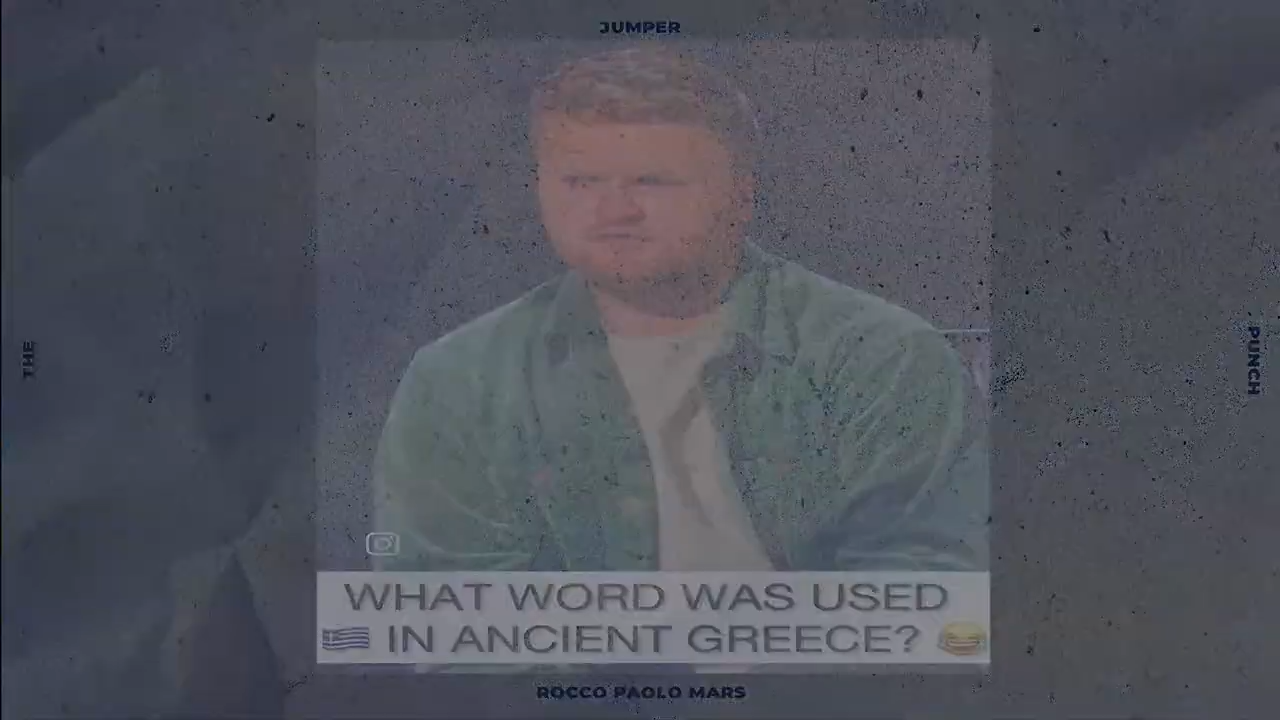 JUMPER
THE
PUNCH
WHAT WORD WAS USED
IN ANCIENT GREECE?
ROCCO PAOLO MARS